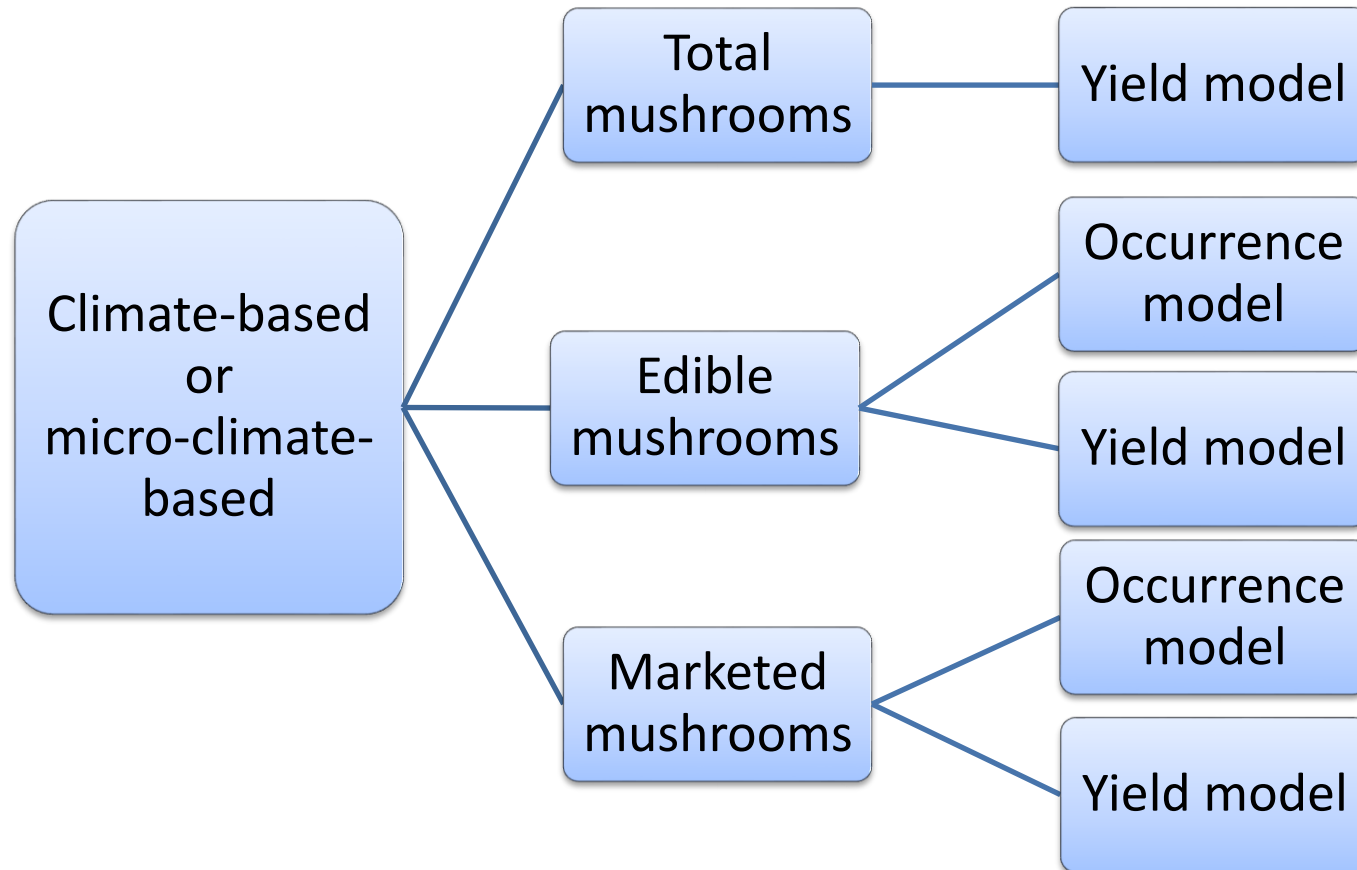 Climate-based
or
micro-climate-
based
Total
mushrooms
Yield model
Edible
mushrooms
Occurrence
model
Yield model
Marketed
mushrooms
Occurrence
model
Yield model